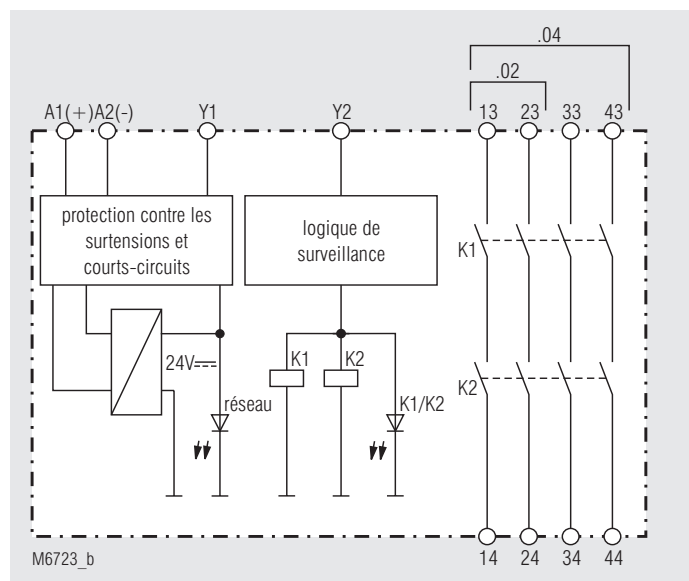 .04
.02
A1(+) A2(-) Y1 Y2 13 23 33 43
protection contre les
surtensions et
courts-circuits
logique de
surveillance
K1
24V
K1 K2
K2
réseau
K1/K2
M6723_b
14 24 34 44